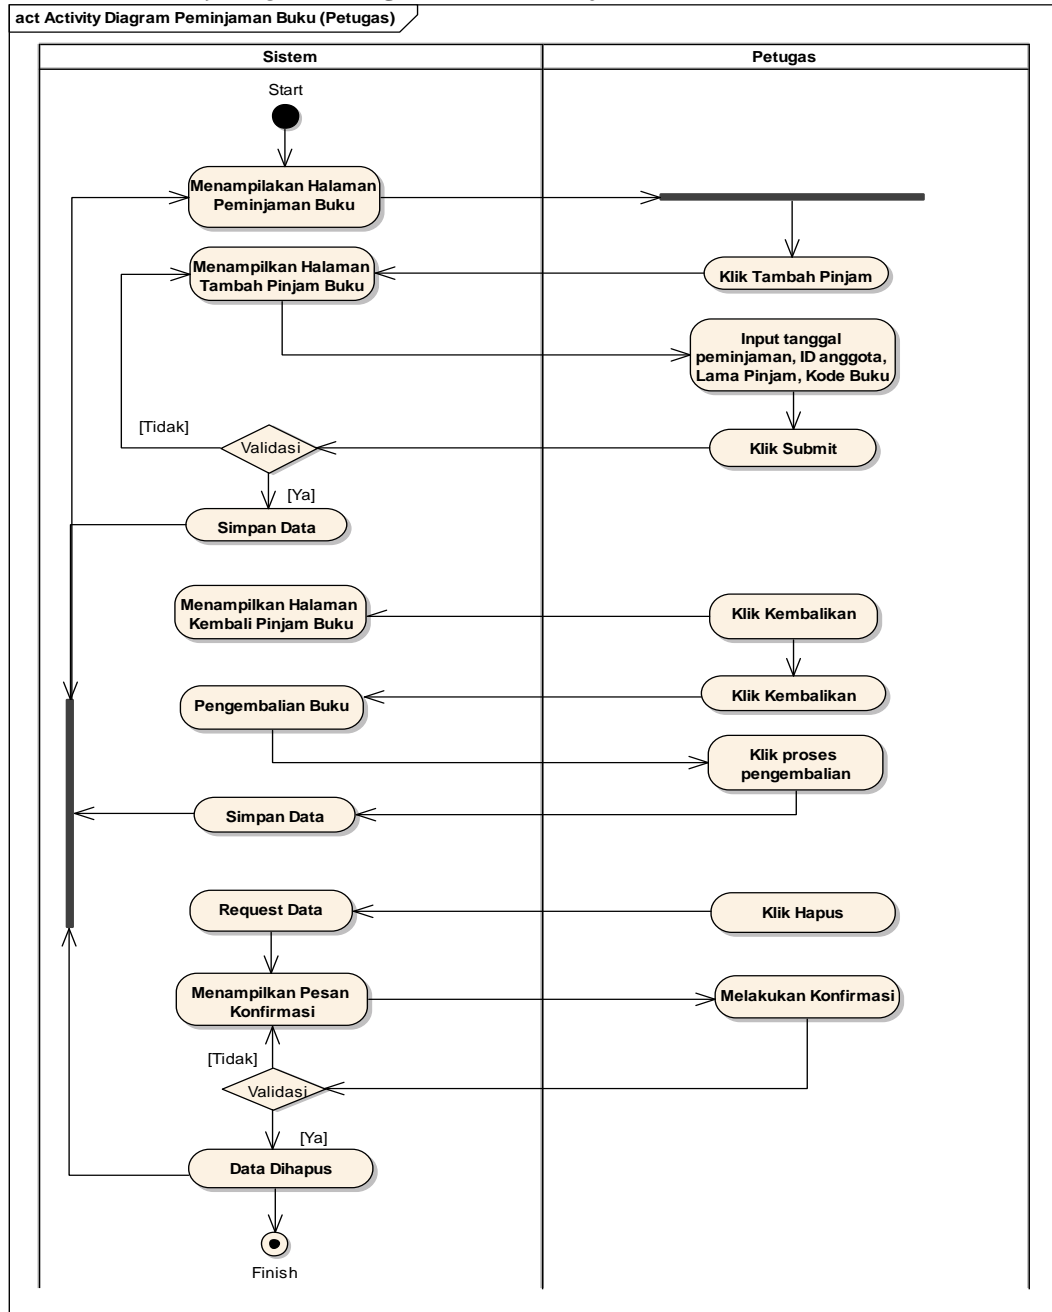 act Activity Diagram Peminjaman Buku (Petugas)
Sistem
Petugas
Start
Menampilakan Halaman
Peminjaman Buku
Menampilkan Halaman
Tambah Pinjam Buku
Klik Tambah Pinjam
Input tanggal
peminjaman, ID anggota,
Lama Pinjam, Kode Buku
[Tidak]
Validasi
Klik Submit
[Ya]
Simpan Data
Menampilkan Halaman
Kembali Pinjam Buku
Klik Kembalikan
Pengembalian Buku
Klik Kembalikan
Klik proses
pengembalian
Simpan Data
Request Data
Klik Hapus
Menampilkan Pesan
Konfirmasi
Melakukan Konfirmasi
[Tidak]
Validasi
[Ya]
Data Dihapus
Finish